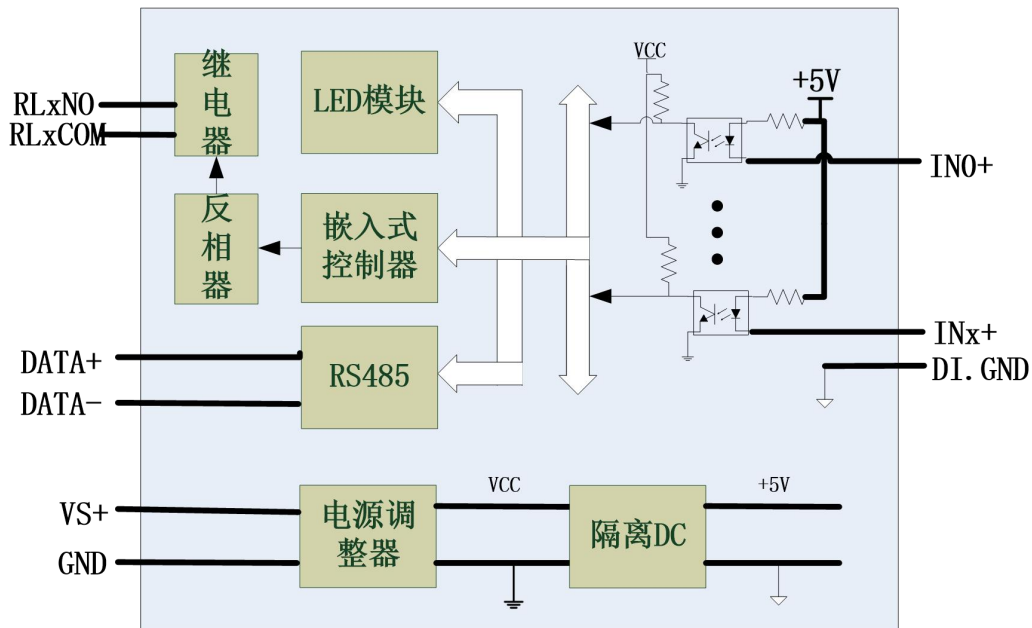 RLxNO
RLxCOM
继
电
器
LED模块
VCC
+5V
IN0+
反
相
器
嵌入式
控制器
INx+
DI.GND
DATA+
DATA-
RS485
VS+
GND
电源调
整器
VCC
隔离DC
+5V